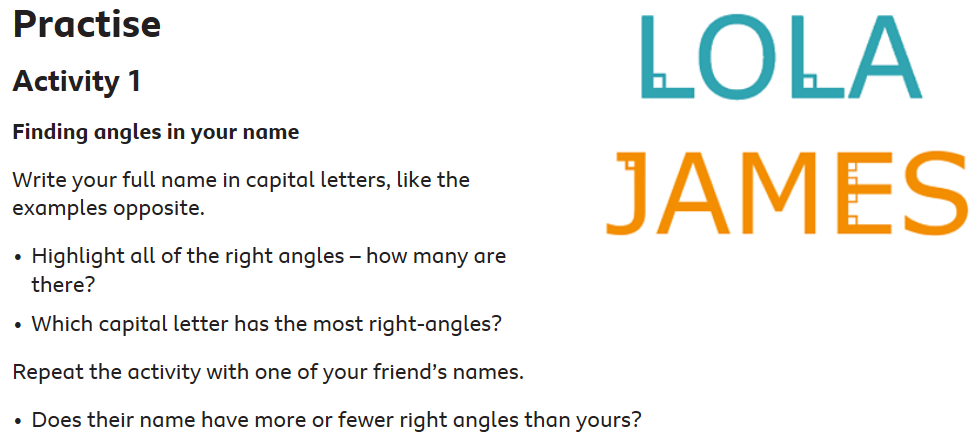 Practise
Activity 1
Finding angles in your name
Write your full name in capital letters, like the
examples opposite.
• Highlight all of the right angles – how many are
there?
• Which capital letter has the most right-angles?
Repeat the activity with one of your friend’s names.
• Does their name have more or fewer right angles than yours?
LOLA
JAMES